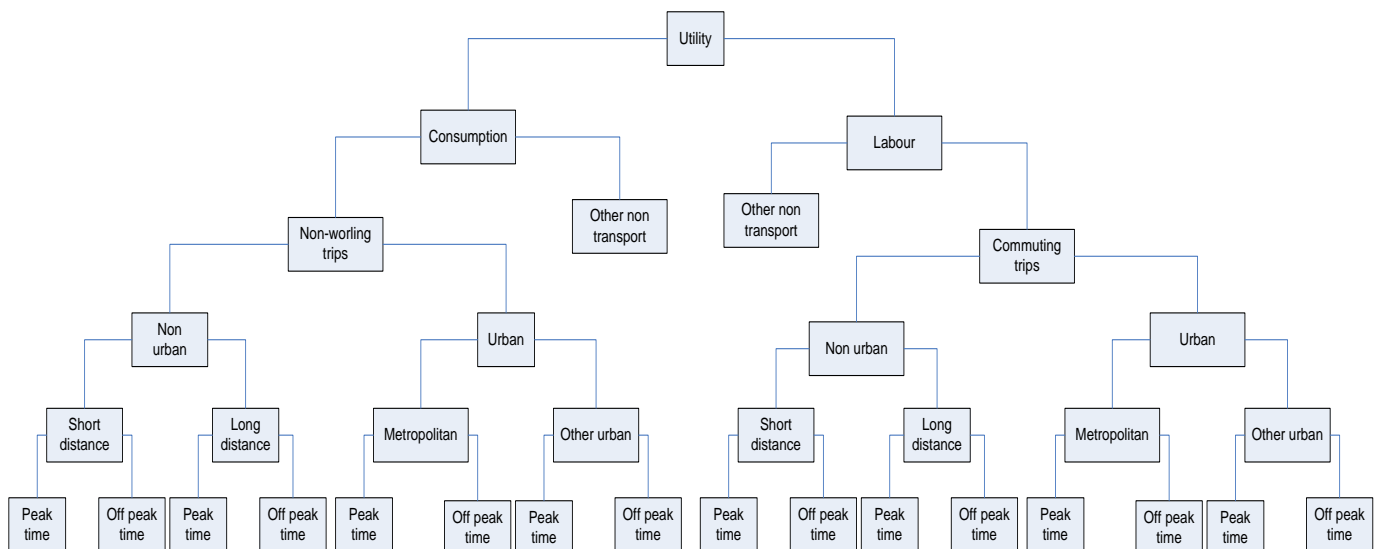 Utility
Consumption
Labour
Other non
transport
Other non
transport
Non-worling
trips
Commuting
trips
Non
urban
Urban
Non urban
Urban
Short
distance
Long
distance
Metropolitan
Other urban
Short
distance
Long
distance
Metropolitan
Other urban
Peak
time
Off peak
time
Peak
time
Off peak
time
Peak
time
Off peak
time
Peak
time
Off peak
time
Peak
time
Off peak
time
Peak
time
Off peak
time
Peak
time
Off peak
time
Peak
time
Off peak
time